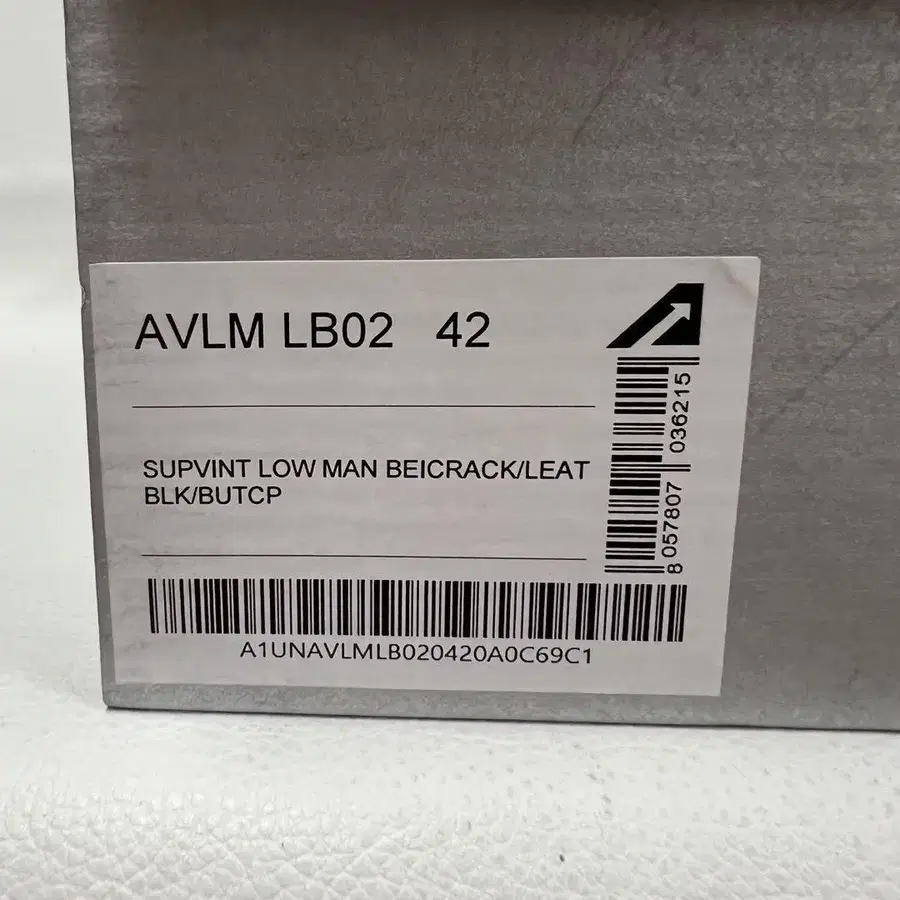 AVLM LB02 42
SUPVINT LOW MAN BEICRACK/LEAT
BLK/BUTCP
8 057807 036215
A1UNAVLMLB020420A0C69C1